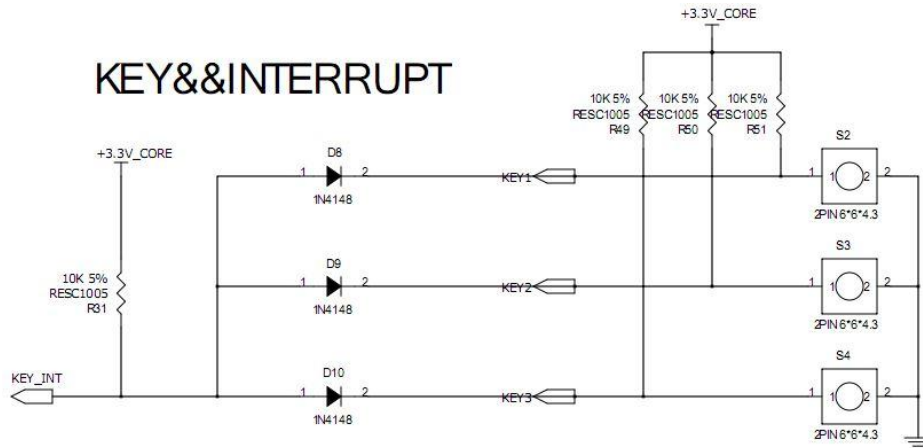 +3.3V_CORE
KEY&&INTERRUPT
10K 5% 10K 5% 10K 5%
RESC1005 RESC1005 RESC1005
R49 R50 R51
S2
+3.3V_CORE
D8
1 2 KEY1 1 1 2 2
1N4148
2PIN 6*6*4.3
S3
10K 5%
RESC1005
R31
D9
1 2 KEY2 1 1 2 2
1N4148
2PIN 6*6*4.3
S4
KEY_INT
D10
1 2 KEY3 1 1 2 2
1N4148
2PIN 6*6*4.3